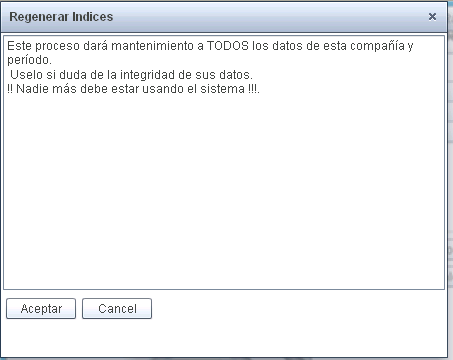 Regenerar Indices
Este proceso dará mantenimiento a TODOS los datos de esta compañía y
período.
Uselo si duda de la integridad de sus datos.
!! Nadie más debe estar usando el sistema !!!.
Aceptar
Cancel